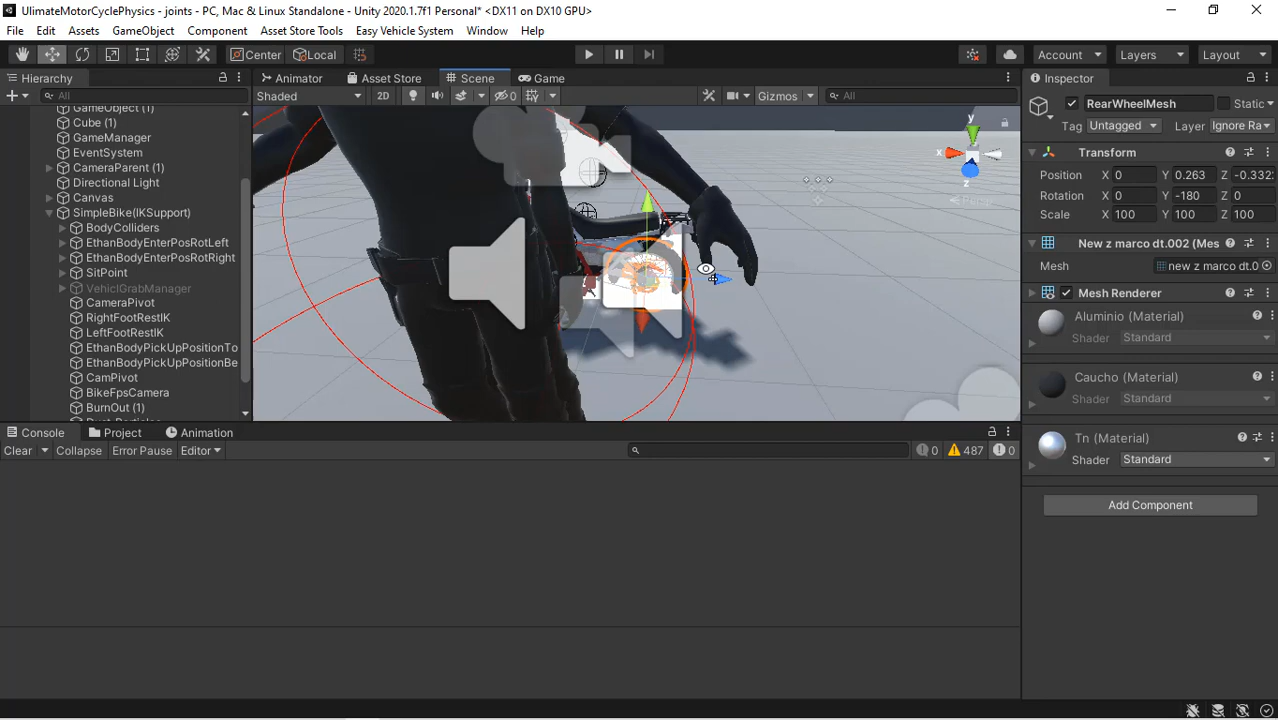 UlimateMotorCyclePhysics - joints - PC, Mac & Linux Standalone - Unity 2020.1.7f1 Personal* <DX11 on DX10 GPU>
File Edit Assets GameObject Component Asset Store Tools Easy Vehicle System Window Help
Center Local Account Layers Layout
Hierarchy
All
GameObject (1)
Cube (1)
GameManager
EventSystem
CameraParent (1)
Directional Light
Canvas
SimpleBike(IKSupport)
BodyColliders
EthanBodyEnterPosRotLeft
EthanBodyEnterPosRotRight
SitPoint
VehiclGrabManager
CameraPivot
RightFootRestIK
LeftFootRestIK
EthanBodyPickUpPositionTo
EthanBodyPickUpPositionBe
CamPivot
BikeFpsCamera
BurnOut (1)
Animator Asset Store Scene Game
Shaded 2D 0 Gizmos All
y
x
z
Persp
Console Project Animation
Clear Collapse Error Pause Editor 0 487 0
Inspector
RearWheelMesh Static
Tag Untagged Layer Ignore Ra
Transform
Position X 0 Y 0.263 Z -0.332
Rotation X 0 Y -180 Z 0
Scale X 100 Y 100 Z 100
New z marco dt.002 (Mes
Mesh new z marco dt.0
Mesh Renderer
Aluminio (Material)
Shader Standard
Caucho (Material)
Shader Standard
Tn (Material)
Shader Standard
Add Component